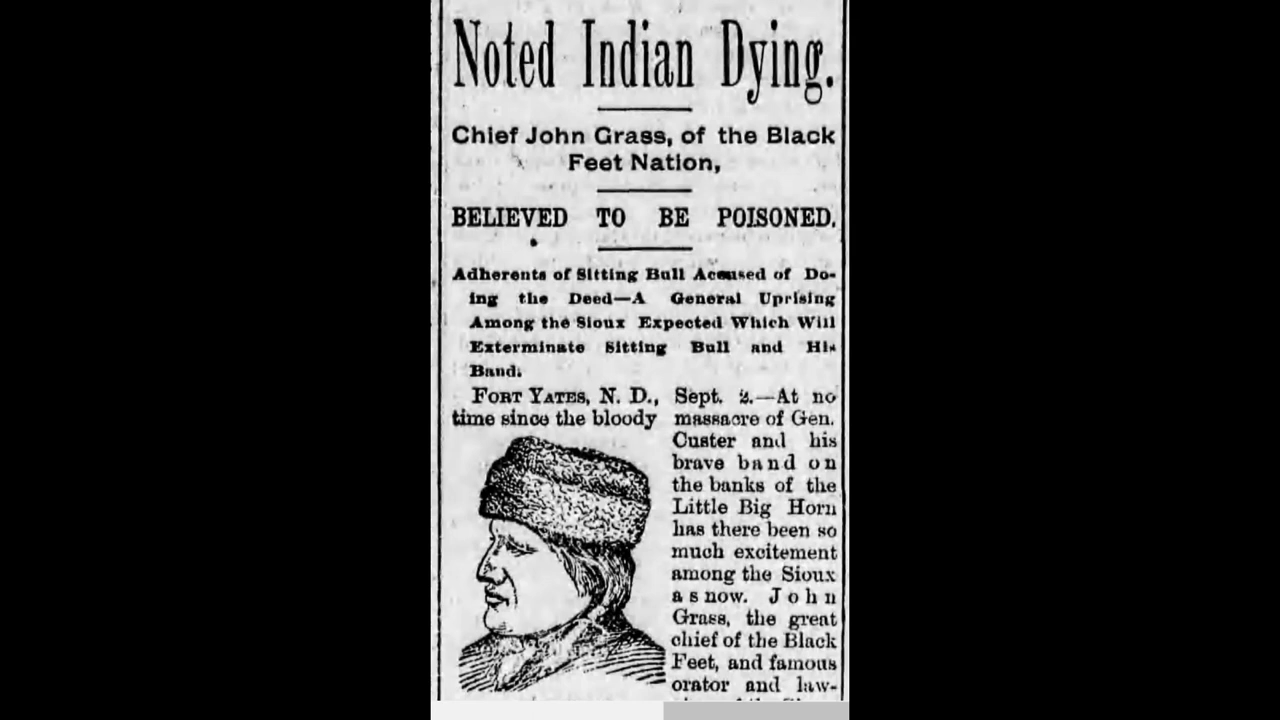 Noted Indian Dying.
Chief John Grass, of the Black
Feet Nation,
BELIEVED TO BE POISONED.
Adherents of Sitting Bull Accused of Do-
ing the Deed—A General Uprising
Among the Sioux Expected Which Will
Exterminate Sitting Bull and His
Band.
FORT YATES, N. D., Sept. 2.—At no
time since the bloody massacre of Gen.
Custer and his
brave band on
the banks of the
Little Big Horn
has there been so
much excitement
among the Sioux
as now. John
Grass, the great
chief of the Black
Feet, and famous
orator and law-